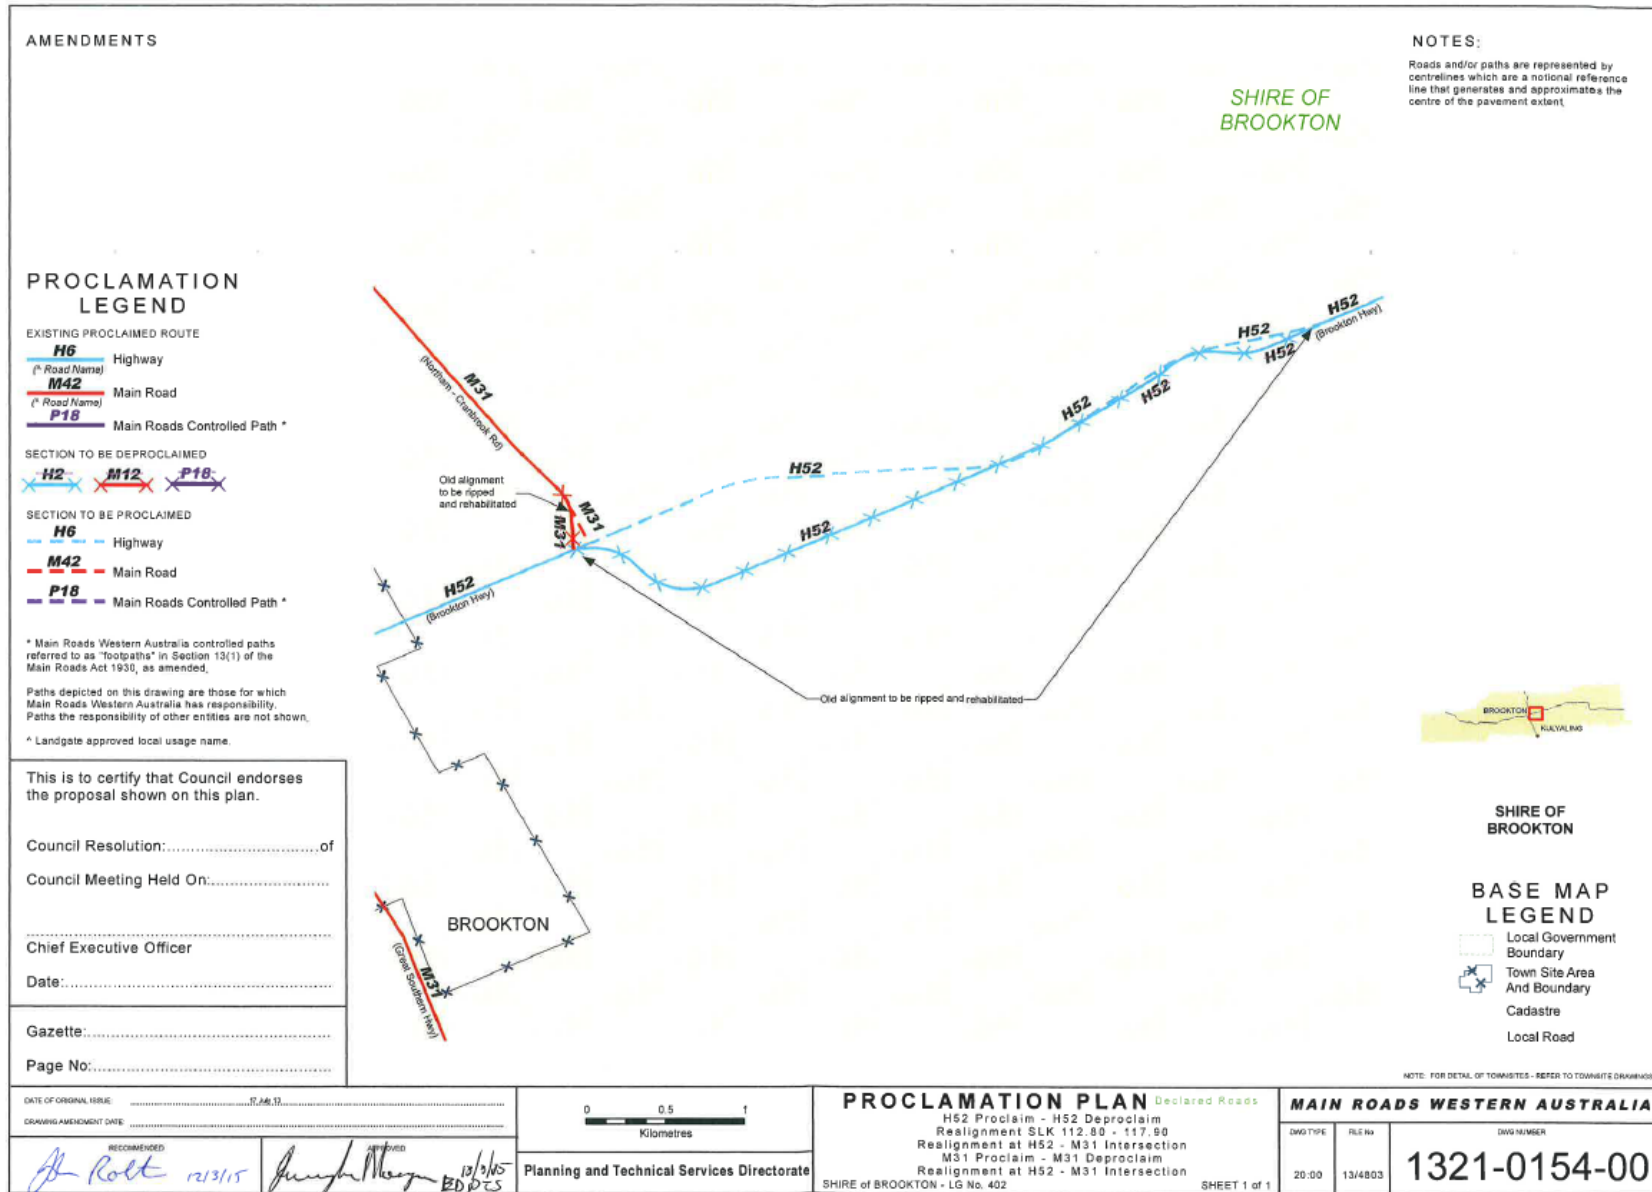 AMENDMENTS
NOTES:
Roads and/or paths are represented by
centrelines which are a notional reference
line that generates and approximates the
centre of the pavement extent.
SHIRE OF
BROOKTON
PROCLAMATION
LEGEND
EXISTING PROCLAIMED ROUTE
H6
(^ Road Name)
Highway
M42
(^ Road Name)
Main Road
P18
Main Roads Controlled Path *
SECTION TO BE DEPROCLAIMED
H2 M12 P18
SECTION TO BE PROCLAIMED
H6
Highway
M42
Main Road
P18
Main Roads Controlled Path *
* Main Roads Western Australia controlled paths
referred to as "footpaths" in Section 13(1) of the
Main Roads Act 1930, as amended.
Paths depicted on this drawing are those for which
Main Roads Western Australia has responsibility.
Paths the responsibility of other entities are not shown.
^ Landgate approved local usage name.
This is to certify that Council endorses
the proposal shown on this plan.
Council Resolution:................................of
Council Meeting Held On:........................
Chief Executive Officer
Date:.........................................................
Gazette:....................................................
Page No:...................................................
M31
(Northam - Cranbrook Rd)
Old alignment
to be ripped
and rehabilitated
M31
M31
H52
(Brookton Hwy)
H52
H52
H52
H52
H52
H52
H52
(Brookton Hwy)
Old alignment to be ripped and rehabilitated
BROOKTON
M31
(Great Southern Hwy)
BROOKTON
KULYALING
SHIRE OF
BROOKTON
BASE MAP
LEGEND
Local Government
Boundary
Town Site Area
And Boundary
Cadastre
Local Road
NOTE: FOR DETAIL OF TOWNSITES - REFER TO TOWNSITE DRAWINGS
DATE OF ORIGINAL ISSUE:
DRAWING AMENDMENT DATE:
RECOMMENDED
12/3/15
APPROVED
0 0.5 1
Kilometres
Planning and Technical Services Directorate
PROCLAMATION PLAN Declared Roads
H52 Proclaim - H52 Deproclaim
Realignment SLK 112.80 - 117.90
Realignment at H52 - M31 Intersection
M31 Proclaim - M31 Deproclaim
Realignment at H52 - M31 Intersection
SHIRE of BROOKTON - LG No. 402
SHEET 1 of 1
MAIN ROADS WESTERN AUSTRALIA
DWG TYPE FILE No DWG NUMBER
20:00 13/4803 1321-0154-00